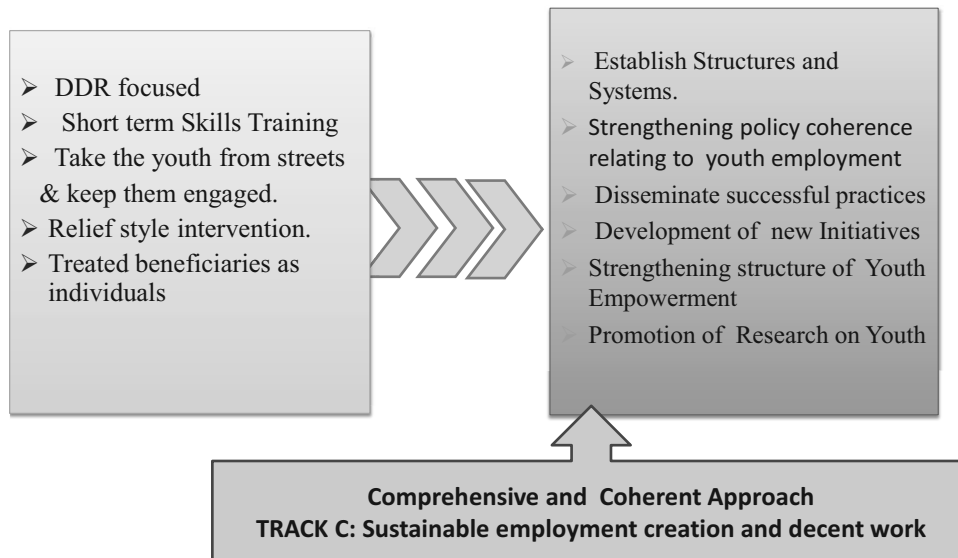 ➢ DDR focused
➢ Short term Skills Training
➢ Take the youth from streets
& keep them engaged.
➢ Relief style intervention.
➢ Treated beneficiaries as
individuals
➢ Establish Structures and
Systems.
➢ Strengthening policy coherence
relating to youth employment
➢ Disseminate successful practices
➢ Development of new Initiatives
➢ Strengthening structure of Youth
Empowerment
➢ Promotion of Research on Youth
Comprehensive and Coherent Approach
TRACK C: Sustainable employment creation and decent work